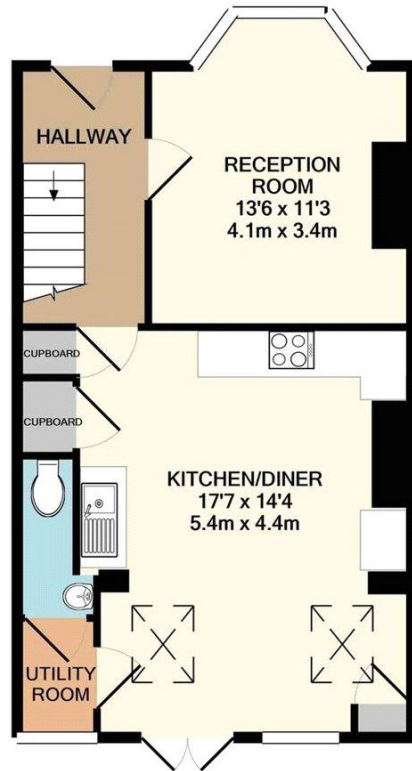 HALLWAY
RECEPTION
ROOM
13'6 x 11'3
4.1m x 3.4m
CUPBOARD
CUPBOARD
KITCHEN/DINER
17'7 x 14'4
5.4m x 4.4m
UTILITY
ROOM